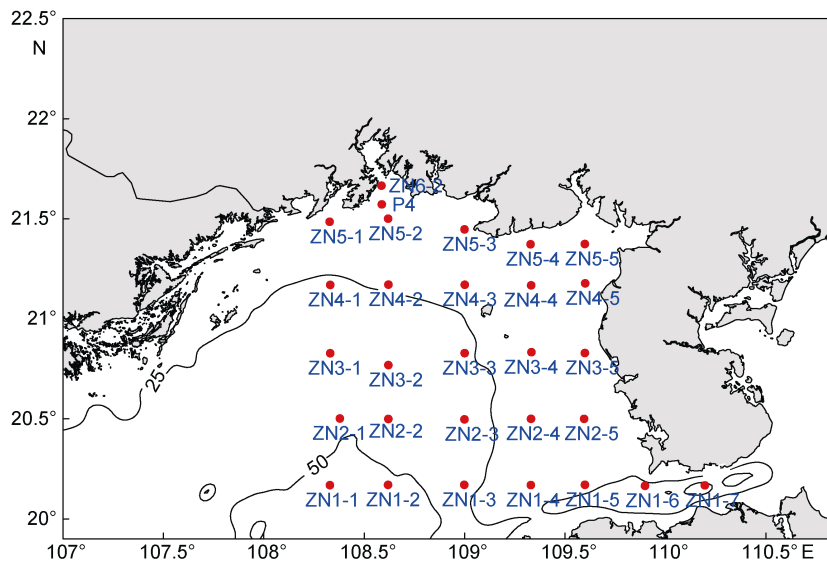 22.5°
N
22°
ZN6-2
P4
21.5°
ZN5-1
ZN5-2
ZN5-3
ZN5-4
ZN5-5
ZN4-1
ZN4-2
ZN4-3
ZN4-4
ZN4-5
21°
ZN3-1
ZN3-2
ZN3-3
ZN3-4
ZN3-5
25
20.5°
ZN2-1
ZN2-2
ZN2-3
ZN2-4
ZN2-5
50
ZN1-1
ZN1-2
ZN1-3
ZN1-4
ZN1-5
ZN1-6
ZN1-7
20°
107°
107.5°
108°
108.5°
109°
109.5°
110°
110.5° E